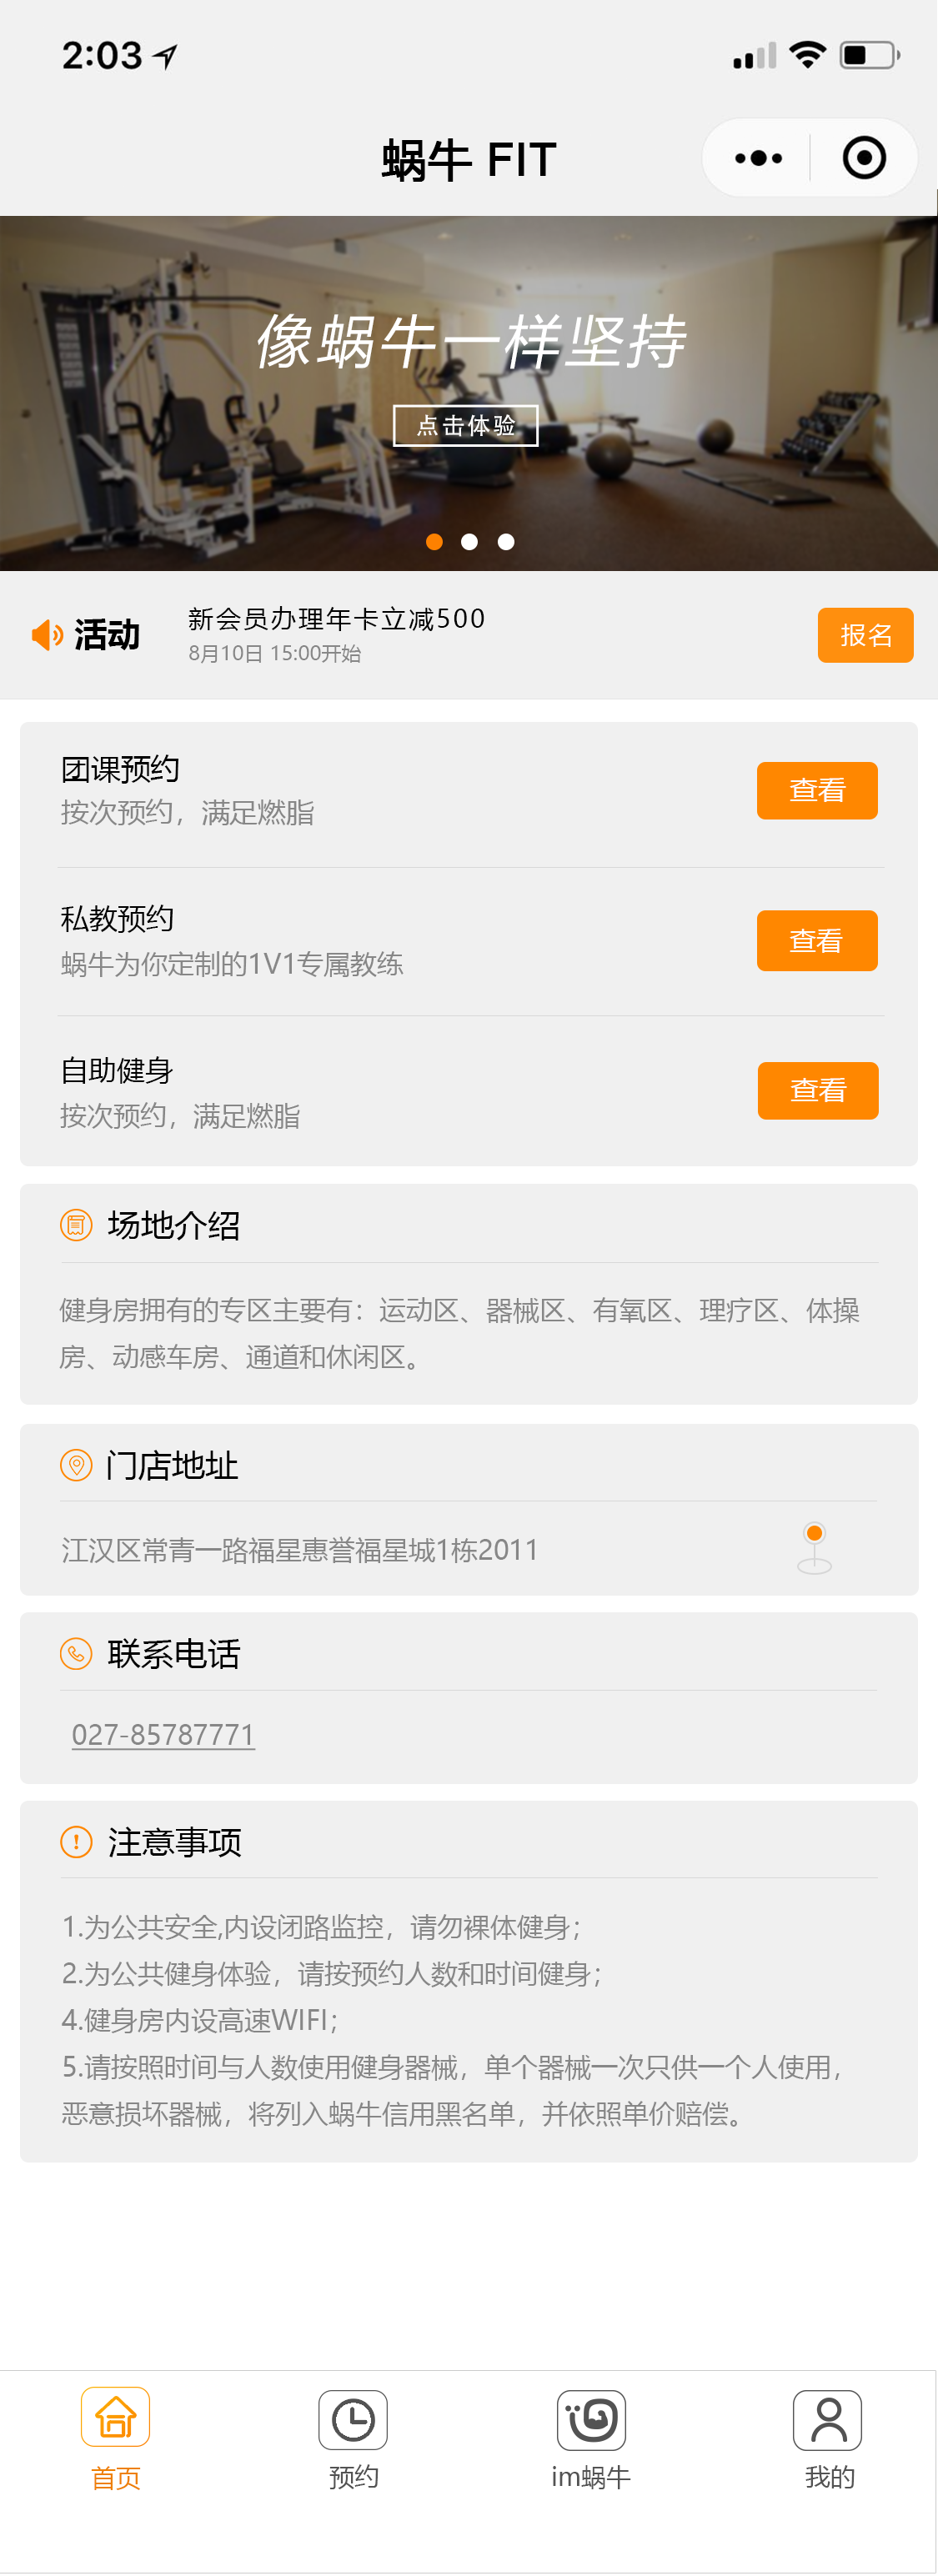 2:03
蜗牛 FIT
像蜗牛一样坚持
点击体验
活动
新会员办理年卡立减500
8月10日 15:00开始
报名
团课预约
按次预约，满足燃脂
查看
私教预约
蜗牛为你定制的1V1专属教练
查看
自助健身
按次预约，满足燃脂
查看
场地介绍
健身房拥有的专区主要有：运动区、器械区、有氧区、理疗区、体操
房、动感车房、通道和休闲区。
门店地址
江汉区常青一路福星惠誉福星城1栋2011
联系电话
027-85787771
注意事项
1.为公共安全,内设闭路监控，请勿裸体健身；
2.为公共健身体验，请按预约人数和时间健身；
4.健身房内设高速WIFI；
5.请按照时间与人数使用健身器械，单个器械一次只供一个人使用，
恶意损坏器械，将列入蜗牛信用黑名单，并依照单价赔偿。
首页
预约
im蜗牛
我的